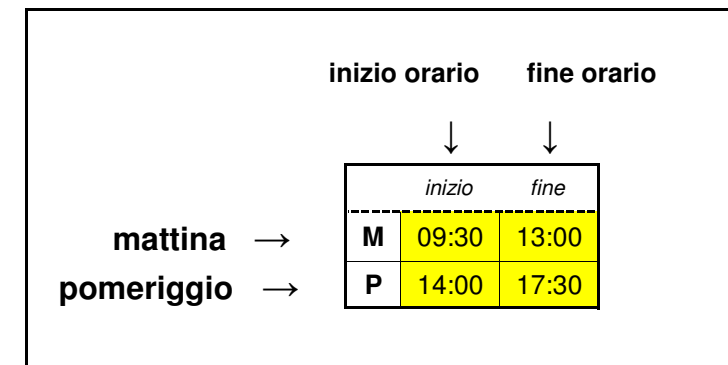 inizio orario fine orario
↓ ↓
inizio fine
mattina → M 09:30 13:00
pomeriggio → P 14:00 17:30